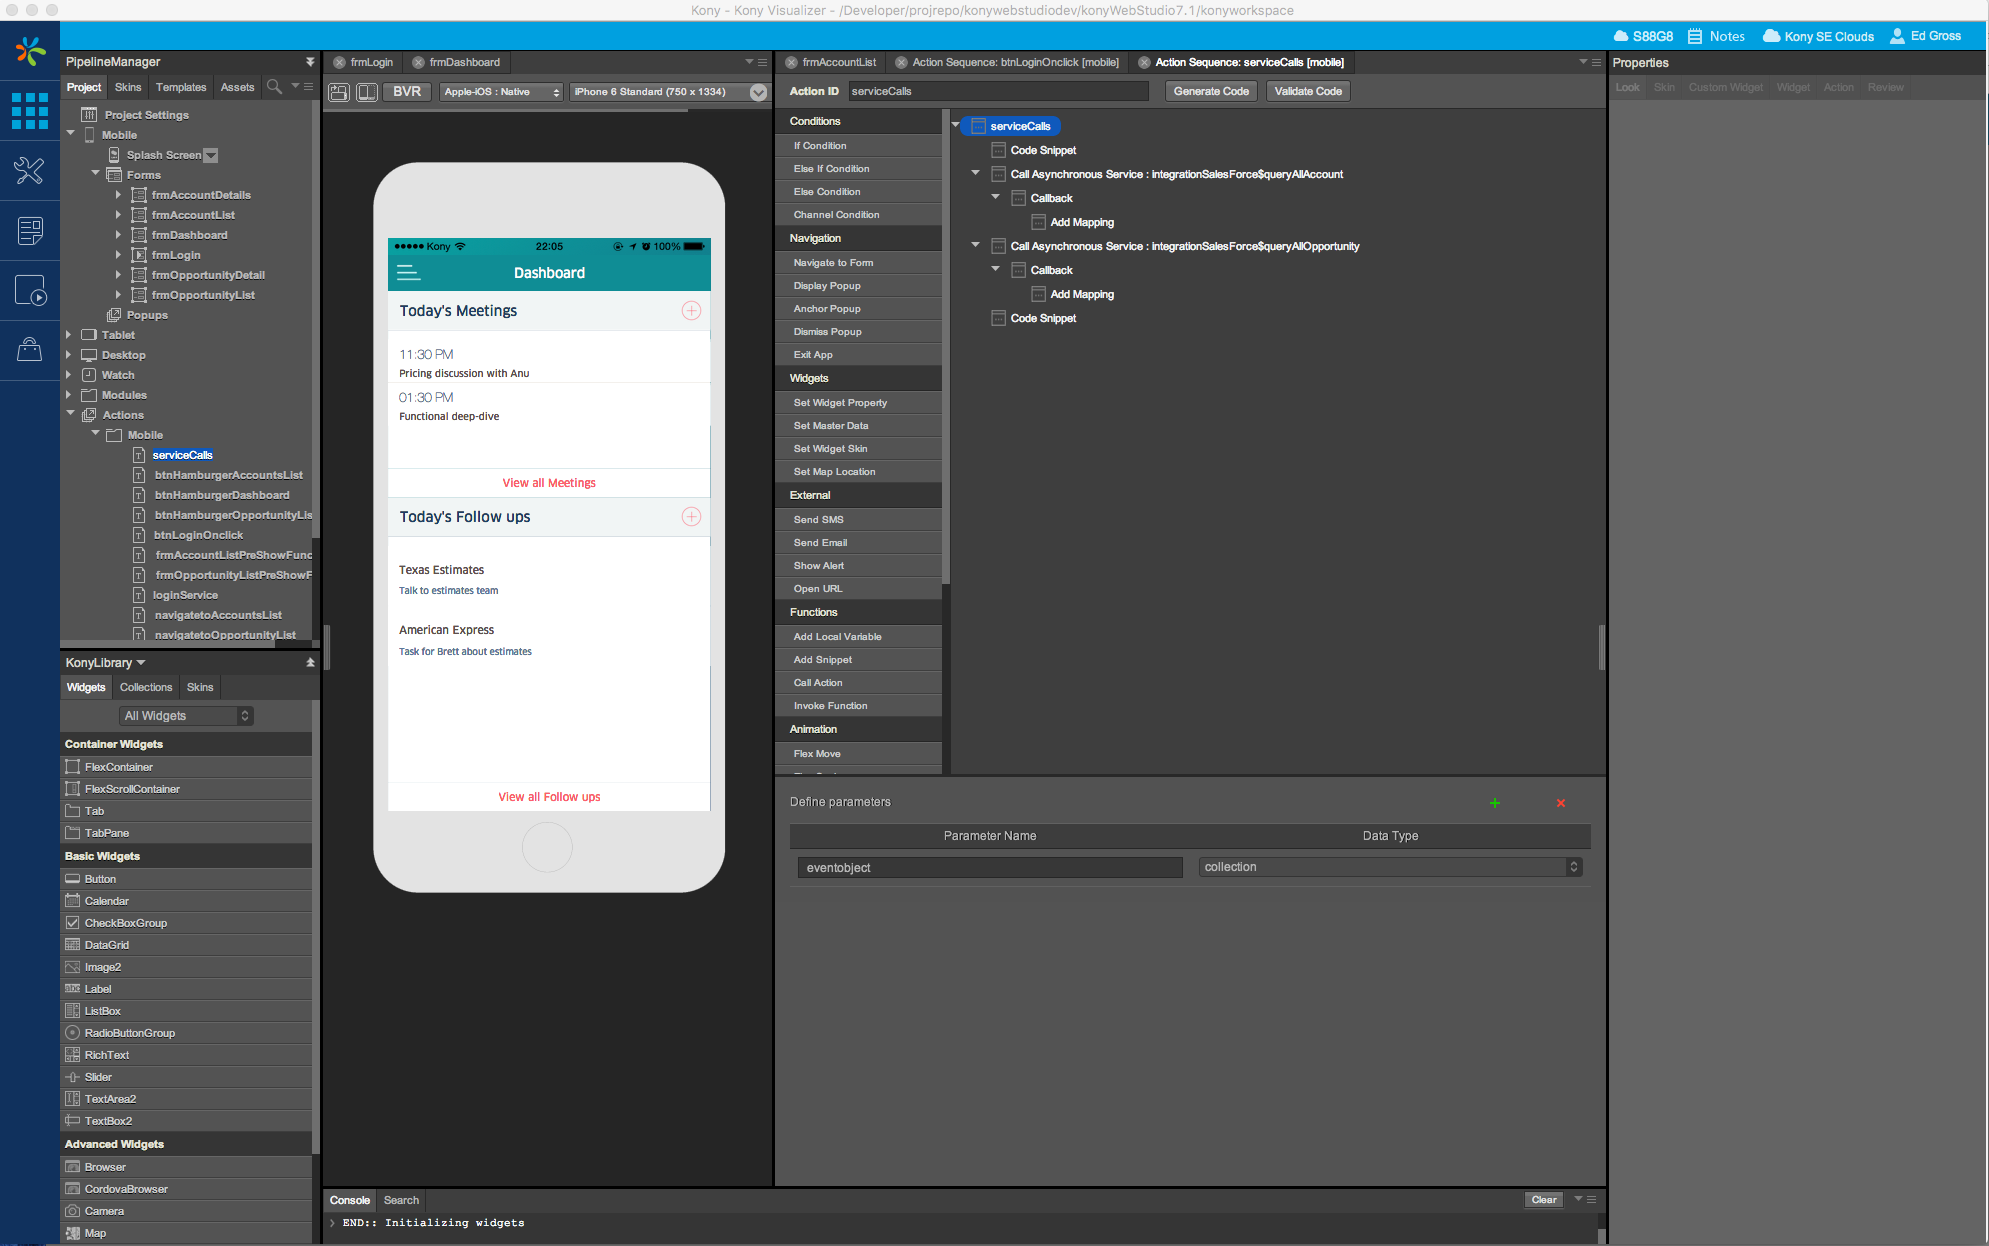 Kony - Kony Visualizer - /Developer/projrepo/konywebstudiodev/konyWebStudio7.1/konyworkspace
S88G8
Notes
Kony SE Clouds
Ed Gross
PipelineManager
Project
Skins
Templates
Assets
Project Settings
Mobile
Splash Screen
Forms
frmAccountDetails
frmAccountList
frmDashboard
frmLogin
frmOpportunityDetail
frmOpportunityList
Popups
Tablet
Desktop
Watch
Modules
Actions
Mobile
serviceCalls
btnHamburgerAccountsList
btnHamburgerDashboard
btnHamburgerOpportunityLis
btnLoginOnclick
frmAccountListPreShowFunc
frmOpportunityListPreShowF
loginService
navigatetoAccountsList
navigatetoOpportunityList
KonyLibrary
Widgets
Collections
Skins
All Widgets
Container Widgets
FlexContainer
FlexScrollContainer
Tab
TabPane
Basic Widgets
Button
Calendar
CheckBoxGroup
DataGrid
Image2
Label
ListBox
RadioButtonGroup
RichText
Slider
TextArea2
TextBox2
Advanced Widgets
Browser
CordovaBrowser
Camera
Map
frmLogin
frmDashboard
BVR
Apple-iOS : Native
iPhone 6 Standard (750 x 1334)
Kony
22:05
100%
Dashboard
Today's Meetings
11:30 PM
Pricing discussion with Anu
01:30 PM
Functional deep-dive
View all Meetings
Today's Follow ups
Texas Estimates
Talk to estimates team
American Express
Task for Brett about estimates
View all Follow ups
frmAccountList
Action Sequence: btnLoginOnclick [mobile]
Action Sequence: serviceCalls [mobile]
Action ID
serviceCalls
Generate Code
Validate Code
Conditions
If Condition
Else If Condition
Else Condition
Channel Condition
Navigation
Navigate to Form
Display Popup
Anchor Popup
Dismiss Popup
Exit App
Widgets
Set Widget Property
Set Master Data
Set Widget Skin
Set Map Location
External
Send SMS
Send Email
Show Alert
Open URL
Functions
Add Local Variable
Add Snippet
Call Action
Invoke Function
Animation
Flex Move
serviceCalls
Code Snippet
Call Asynchronous Service : integrationSalesForce$queryAllAccount
Callback
Add Mapping
Call Asynchronous Service : integrationSalesForce$queryAllOpportunity
Callback
Add Mapping
Code Snippet
Define parameters
Parameter Name
Data Type
eventobject
collection
Console
Search
Clear
END:: Initializing widgets
Properties
Look
Skin
Custom Widget
Widget
Action
Review